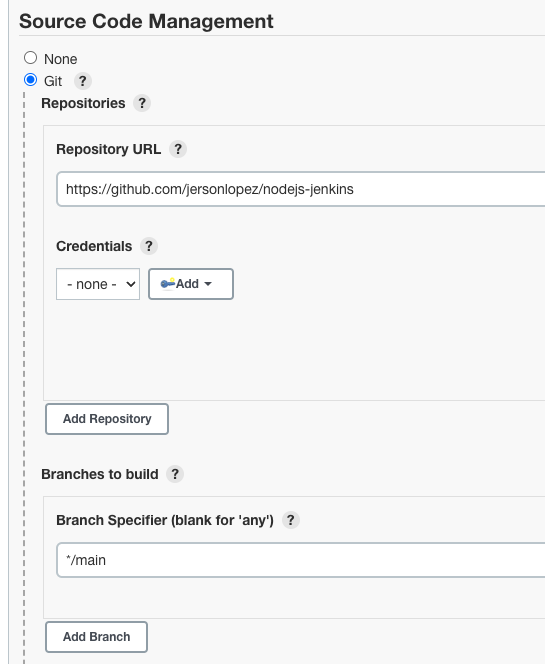 Source Code Management
None
Git ?
Repositories ?
Repository URL ?
https://github.com/jersonlopez/nodejs-jenkins
Credentials ?
- none - Add
Add Repository
Branches to build ?
Branch Specifier (blank for 'any') ?
*/main
Add Branch